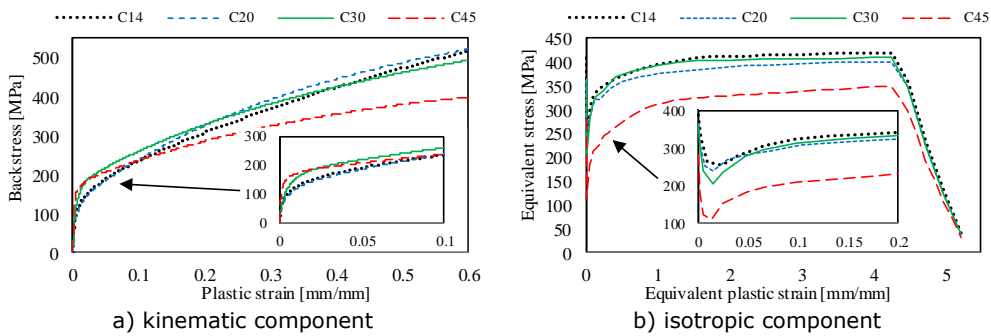 C14 C20 C30 C45
Backstress [MPa]
500
400
300
200
100
0
0 0.1 0.2 0.3 0.4 0.5 0.6
Plastic strain [mm/mm]
300
200
100
0
0 0.05 0.1
a) kinematic component
C14 C20 C30 C45
Equivalent stress [MPa]
450
400
350
300
250
200
150
100
50
0
0 1 2 3 4 5
Equivalent plastic strain [mm/mm]
400
300
200
100
0 0.05 0.1 0.15 0.2
b) isotropic component